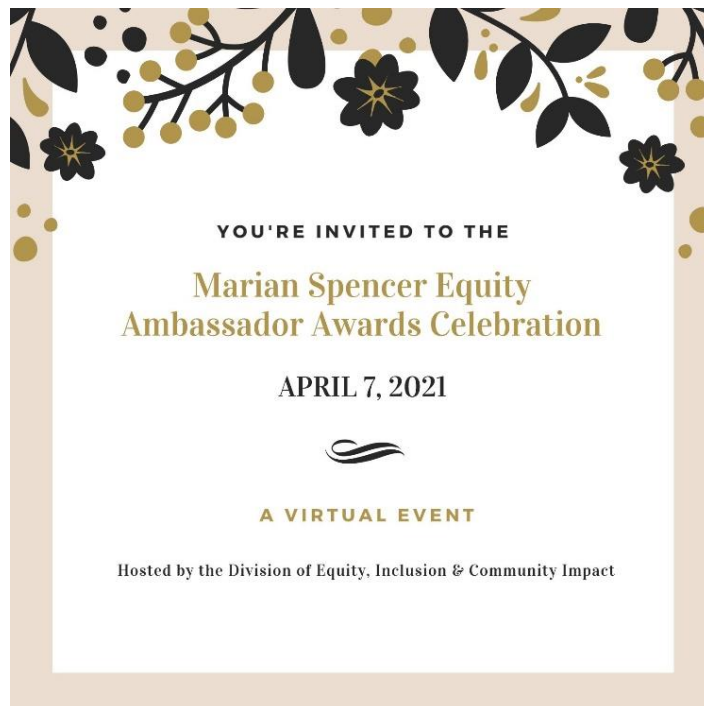 YOU'RE INVITED TO THE
Marian Spencer Equity
Ambassador Awards Celebration
APRIL 7, 2021
A VIRTUAL EVENT
Hosted by the Division of Equity, Inclusion & Community Impact